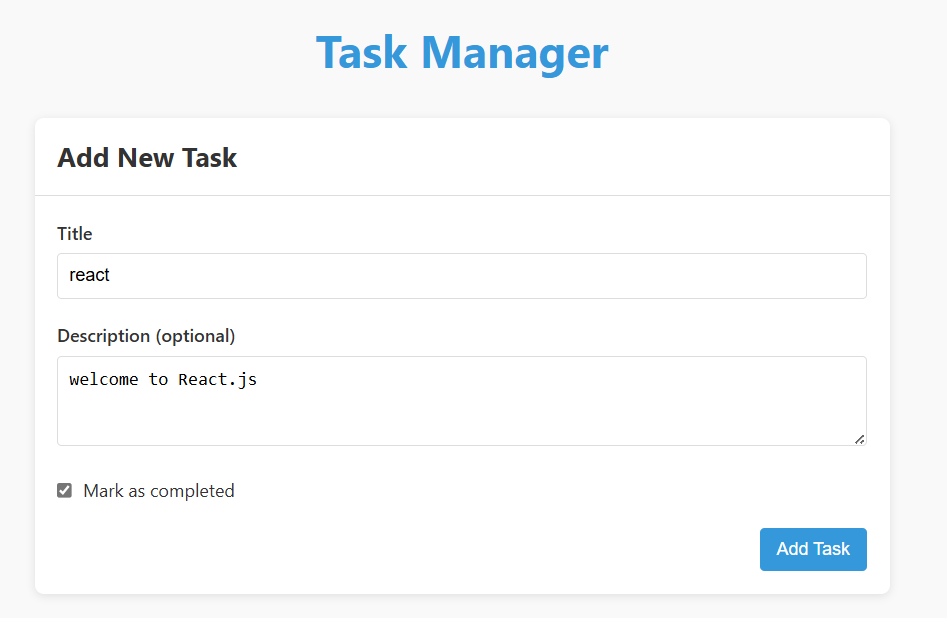 Task Manager
Add New Task
Title
react
Description (optional)
welcome to React.js
Mark as completed
Add Task